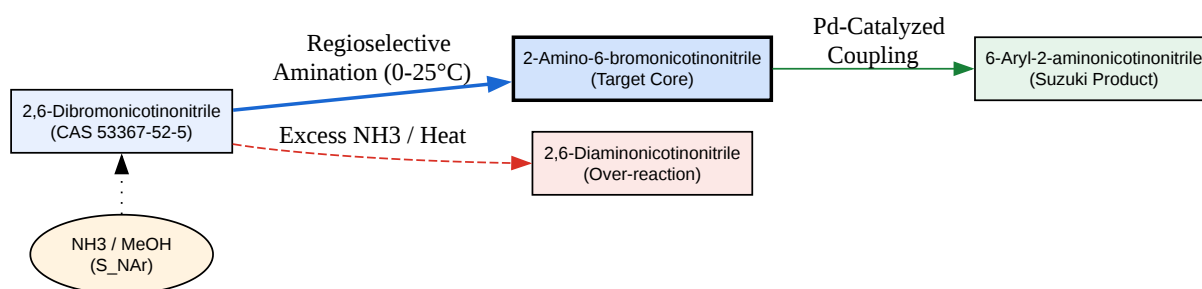 Regioselective
Amination (0-25°C)
2-Amino-6-bromonicotinonitrile
(Target Core)
Pd-Catalyzed
Coupling
6-Aryl-2-aminonicotinonitrile
(Suzuki Product)
2,6-Dibromonicotinonitrile
(CAS 53367-52-5)
Excess NH3 / Heat
2,6-Diaminonicotinonitrile
(Over-reaction)
NH3 / MeOH
(S_NAr)